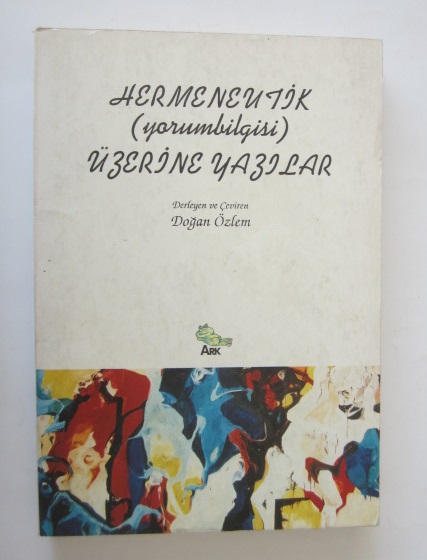 HERMENEUTİK
(yorumbilgisi)
ÜZERİNE YAZILAR
Derleyen ve Çeviren
Doğan Özlem
ARK